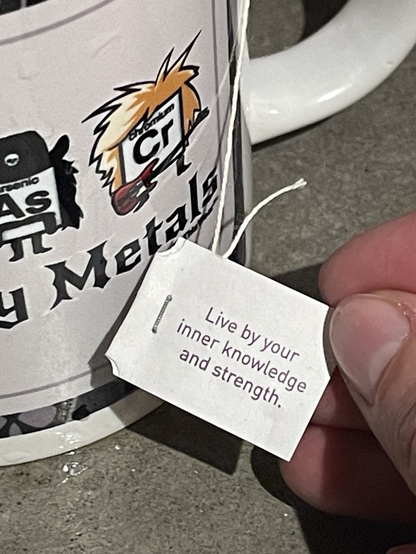 chromium
Cr
arsenic
As
y Metals
Live by your
inner knowledge
and strength.